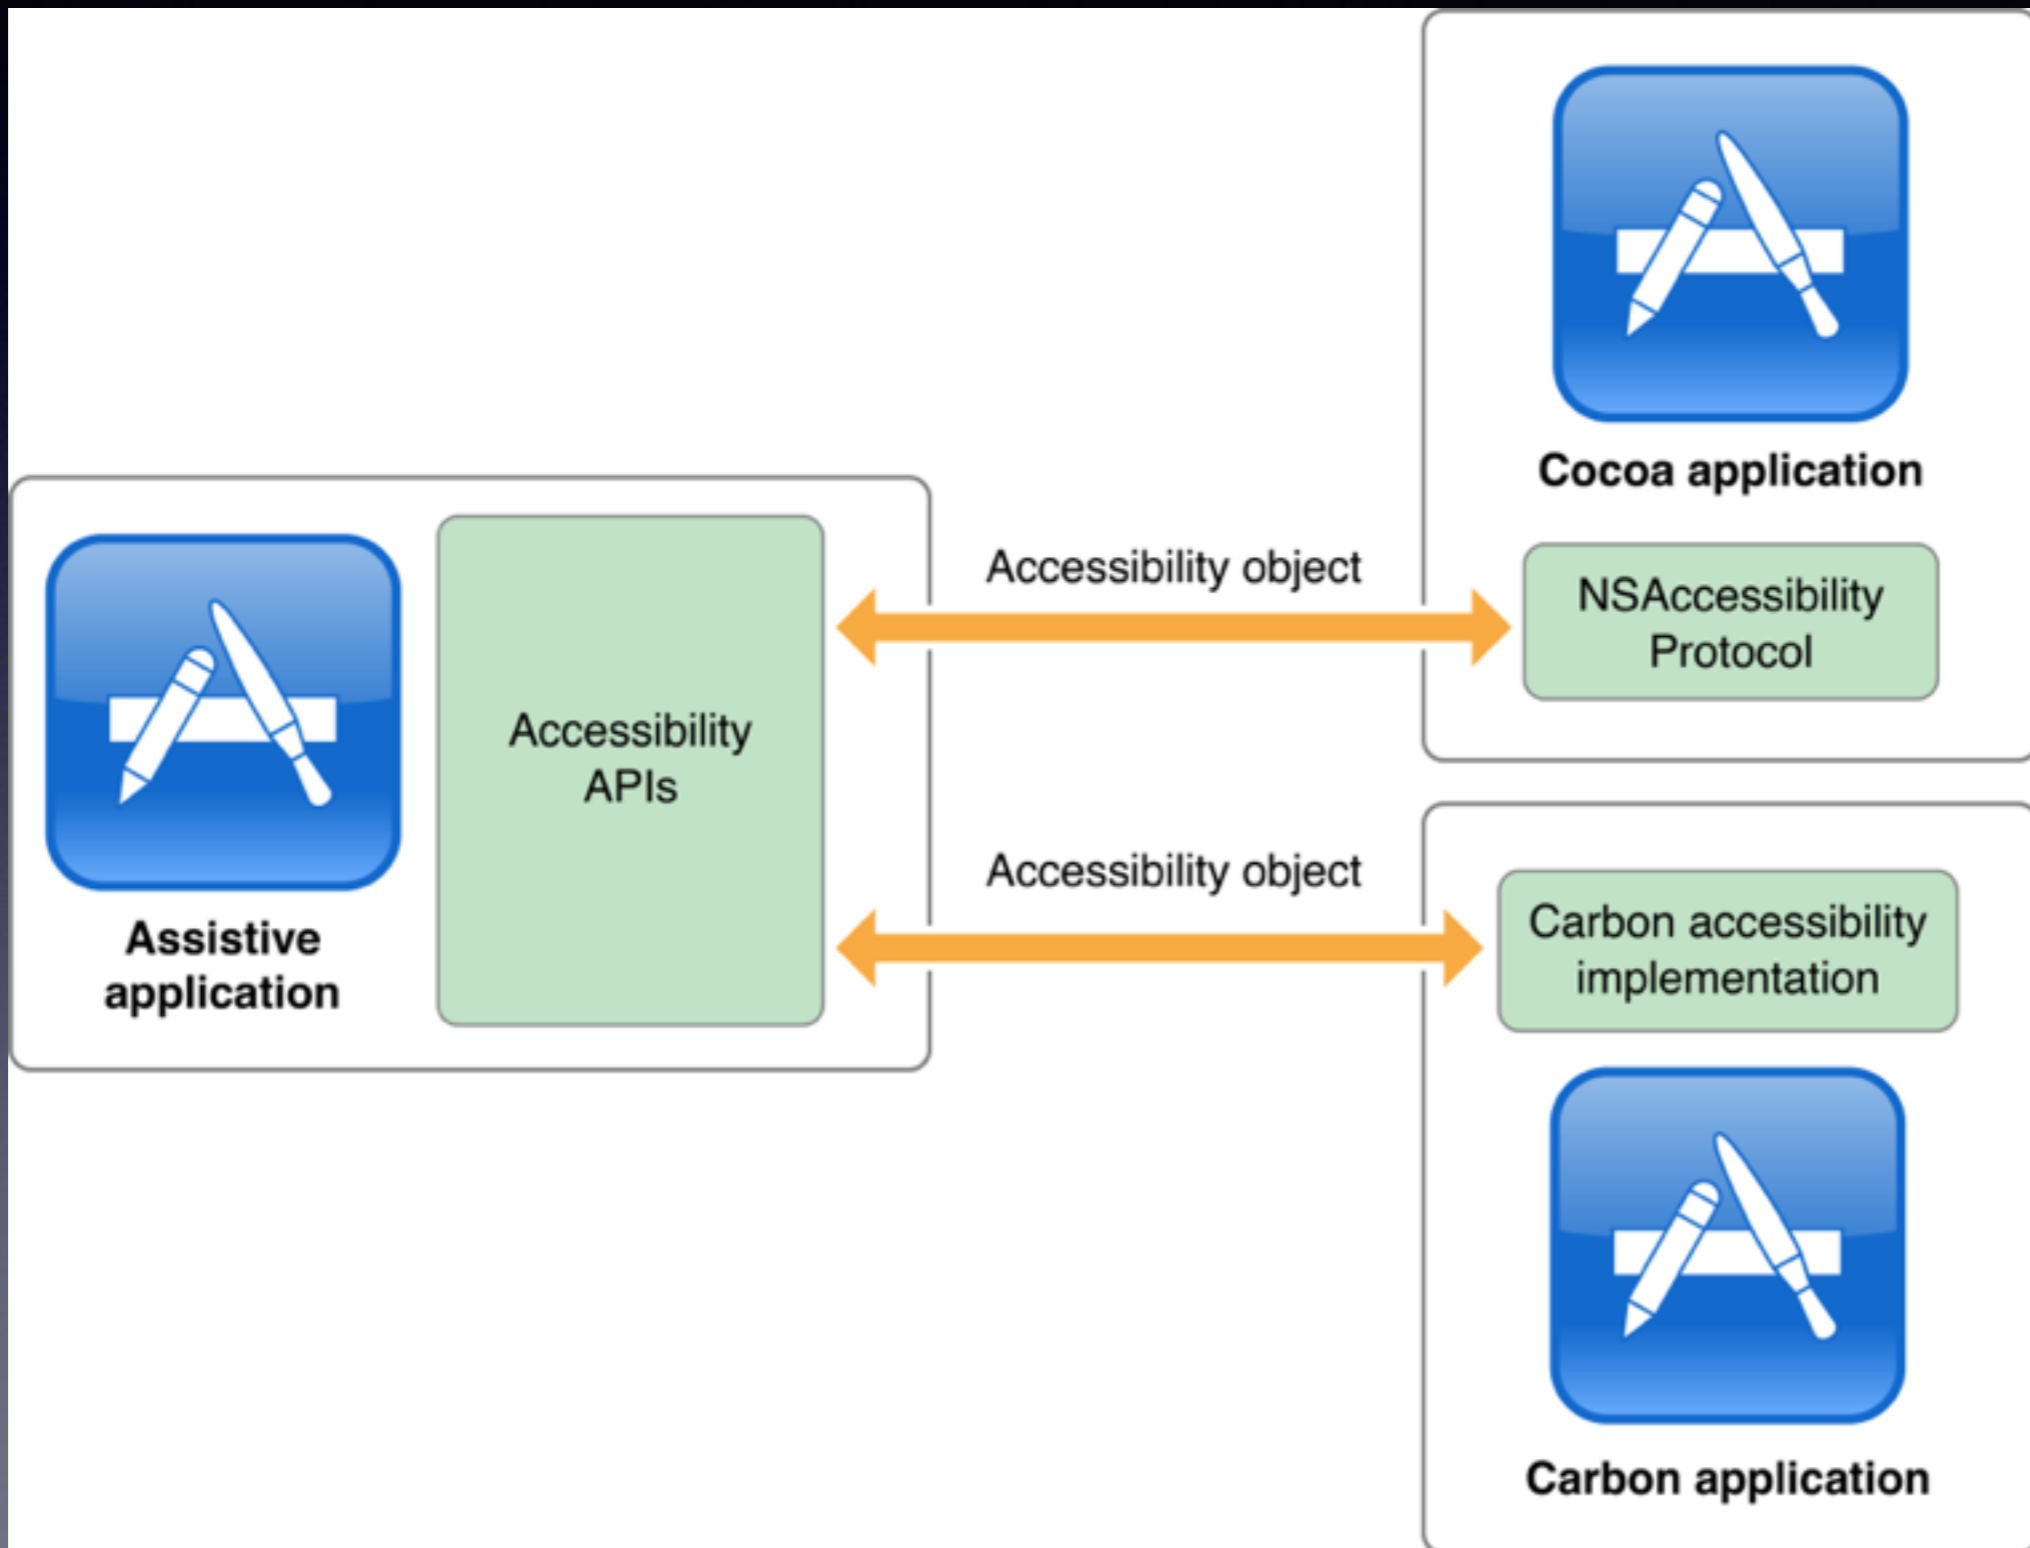 Cocoa application
NSAccessibility
Protocol
Accessibility object
Accessibility
APIs
Assistive
application
Accessibility object
Carbon accessibility
implementation
Carbon application